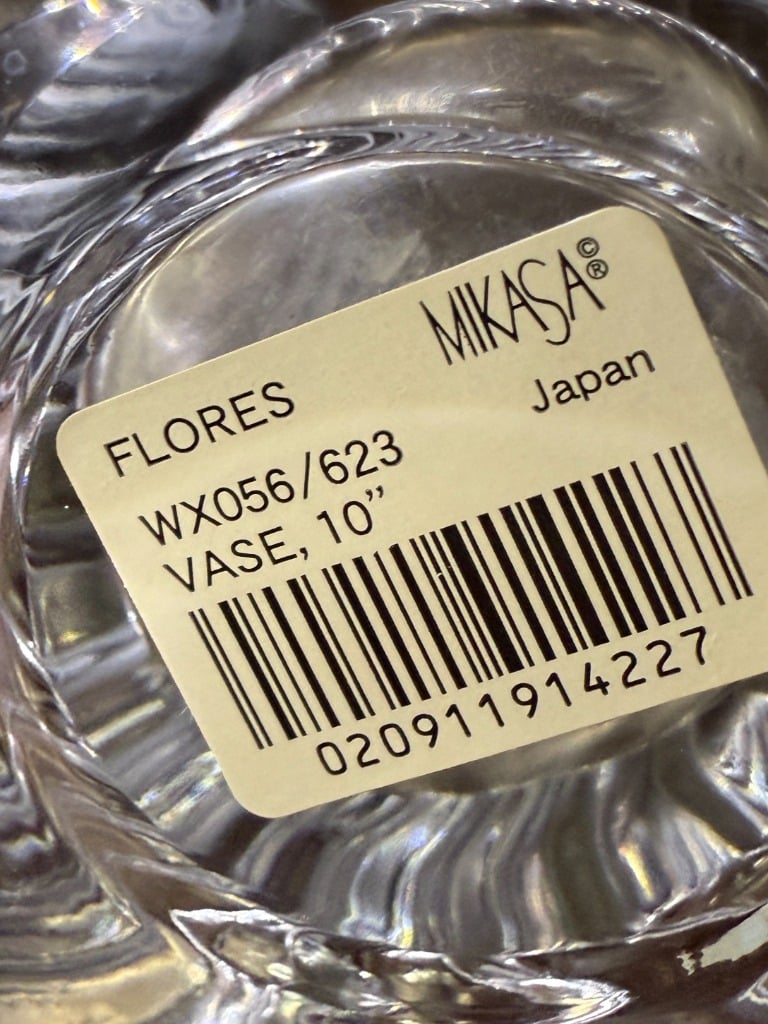 MIKASA©®
Japan
FLORES
WX056/623
VASE, 10”
020911914227